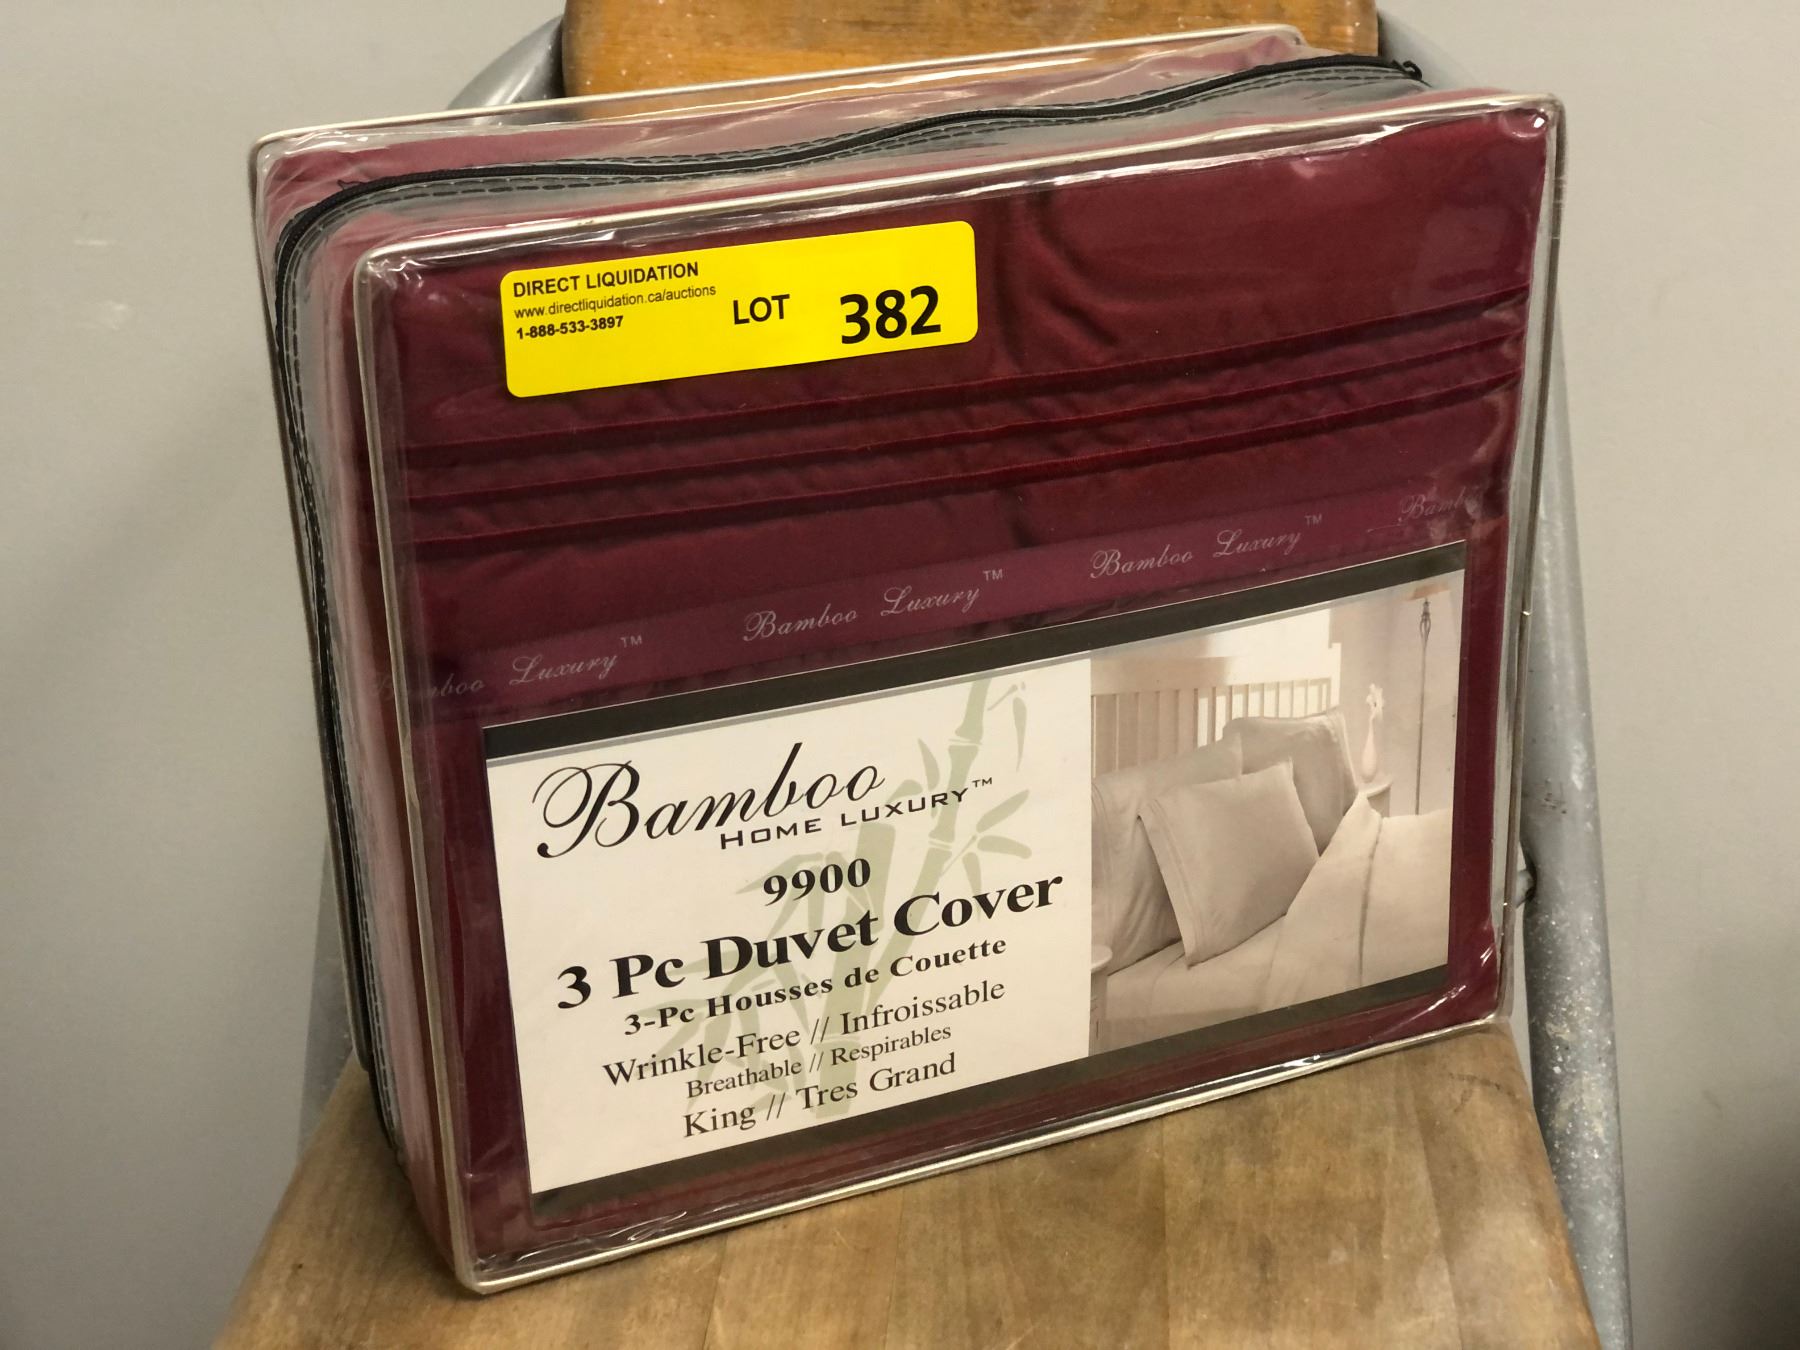 DIRECT LIQUIDATION
www.directliquidation.ca/auctions
1-888-533-3897
LOT 382
Bamboo Luxury™ Bamboo Luxury™ Bamboo Luxury™
Bamboo
HOME LUXURY™
9900
3 Pc Duvet Cover
3-Pc Housses de Couette
Wrinkle-Free // Infroissable
Breathable // Respirables
King // Tres Grand